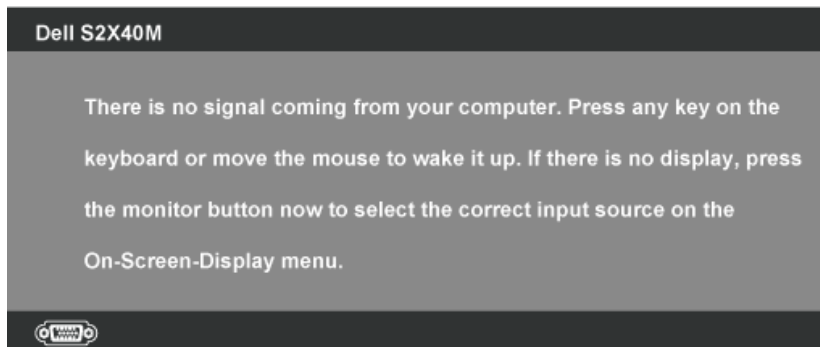 Dell S2X40M
There is no signal coming from your computer. Press any key on the
keyboard or move the mouse to wake it up. If there is no display, press
the monitor button now to select the correct input source on the
On-Screen-Display menu.